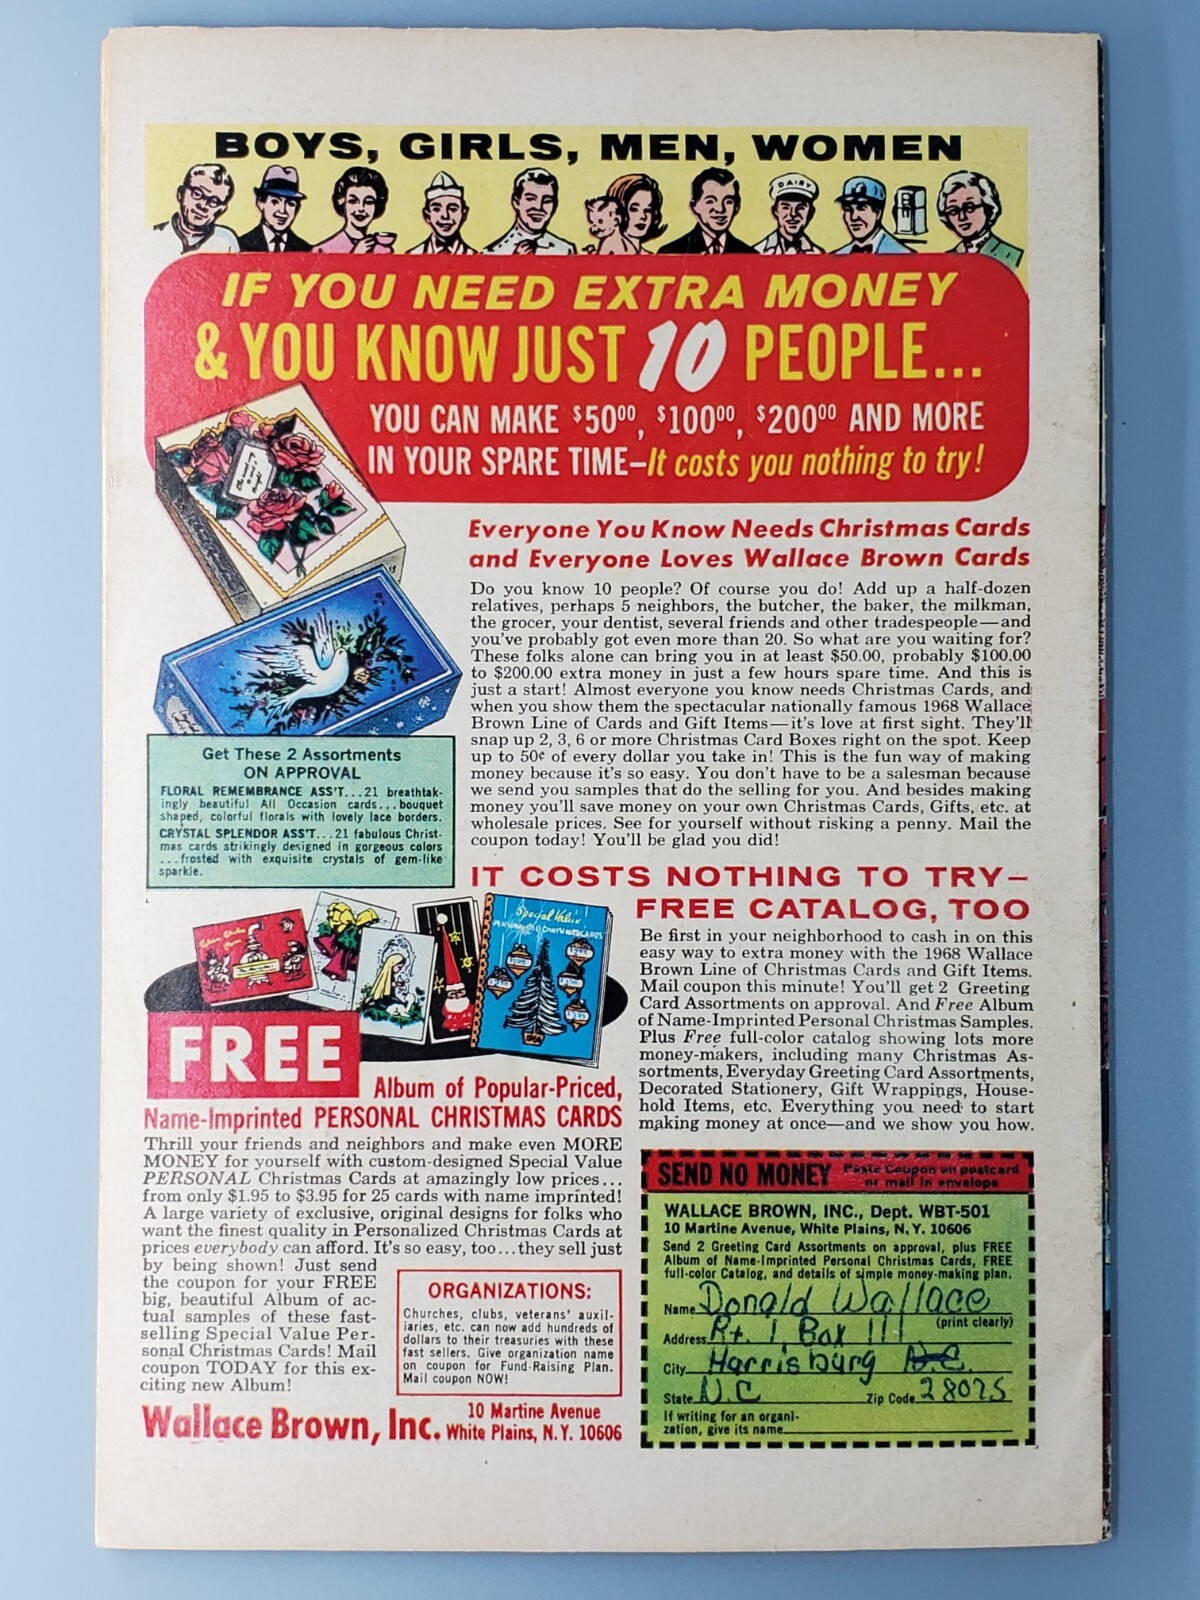 BOYS, GIRLS, MEN, WOMEN
DAIRY
IF YOU NEED EXTRA MONEY
& YOU KNOW JUST 10 PEOPLE...
YOU CAN MAKE $50.00, $100.00, $200.00 AND MORE
IN YOUR SPARE TIME—It costs you nothing to try!
Everyone You Know Needs Christmas Cards
and Everyone Loves Wallace Brown Cards
Do you know 10 people? Of course you do! Add up a half-dozen
relatives, perhaps 5 neighbors, the butcher, the baker, the milkman,
the grocer, your dentist, several friends and other tradespeople—and
you've probably got even more than 20. So what are you waiting for?
These folks alone can bring you in at least $50.00, probably $100.00
to $200.00 extra money in just a few hours spare time. And this is
just a start! Almost everyone you know needs Christmas Cards, and
when you show them the spectacular nationally famous 1968 Wallace
Brown Line of Cards and Gift Items—it's love at first sight. They'll
snap up 2, 3, 6 or more Christmas Card Boxes right on the spot. Keep
up to 50¢ of every dollar you take in! This is the fun way of making
money because it's so easy. You don't have to be a salesman because
we send you samples that do the selling for you. And besides making
money you'll save money on your own Christmas Cards, Gifts, etc. at
wholesale prices. See for yourself without risking a penny. Mail the
coupon today! You'll be glad you did!
Get These 2 Assortments
ON APPROVAL
FLORAL REMEMBRANCE ASS'T...21 breathtak-
ingly beautiful All Occasion cards...bouquet
shaped, colorful florals with lovely lace borders.
CRYSTAL SPLENDOR ASS'T...21 fabulous Christ-
mas cards strikingly designed in gorgeous colors
...frosted with exquisite crystals of gem-like
sparkle.
IT COSTS NOTHING TO TRY—
FREE CATALOG, TOO
Be first in your neighborhood to cash in on this
easy way to extra money with the 1968 Wallace
Brown Line of Christmas Cards and Gift Items.
Mail coupon this minute! You'll get 2 Greeting
Card Assortments on approval. And Free Album
of Name-Imprinted Personal Christmas Samples.
Plus Free full-color catalog showing lots more
money-makers, including many Christmas As-
sortments, Everyday Greeting Card Assortments,
Decorated Stationery, Gift Wrappings, House-
hold Items, etc. Everything you need to start
making money at once—and we show you how.
Special Value
FREE
Album of Popular-Priced,
Name-Imprinted PERSONAL CHRISTMAS CARDS
Thrill your friends and neighbors and make even MORE
MONEY for yourself with custom-designed Special Value
PERSONAL Christmas Cards at amazingly low prices...
from only $1.95 to $3.95 for 25 cards with name imprinted!
A large variety of exclusive, original designs for folks who
want the finest quality in Personalized Christmas Cards at
prices everybody can afford. It's so easy, too...they sell just
by being shown! Just send
the coupon for your FREE
big, beautiful Album of ac-
tual samples of these fast-
selling Special Value Per-
sonal Christmas Cards! Mail
coupon TODAY for this ex-
citing new Album!
ORGANIZATIONS:
Churches, clubs, veterans' auxil-
iaries, etc. can now add hundreds of
dollars to their treasuries with these
fast sellers. Give organization name
on coupon for Fund-Raising Plan.
Mail coupon NOW!
Wallace Brown, Inc. 10 Martine Avenue
White Plains, N.Y. 10606
SEND NO MONEY Paste Coupon on postcard
or mail in envelope
WALLACE BROWN, INC., Dept. WBT-501
10 Martine Avenue, White Plains, N.Y. 10606
Send 2 Greeting Card Assortments on approval, plus FREE
Album of Name-Imprinted Personal Christmas Cards, FREE
full-color Catalog, and details of simple money-making plan.
Name Donald Wallace
(print clearly)
Address Rt. 1 Box 111
City Harrisburg N.C.
State N.C Zip Code 28075
If writing for an organi-
zation, give its name